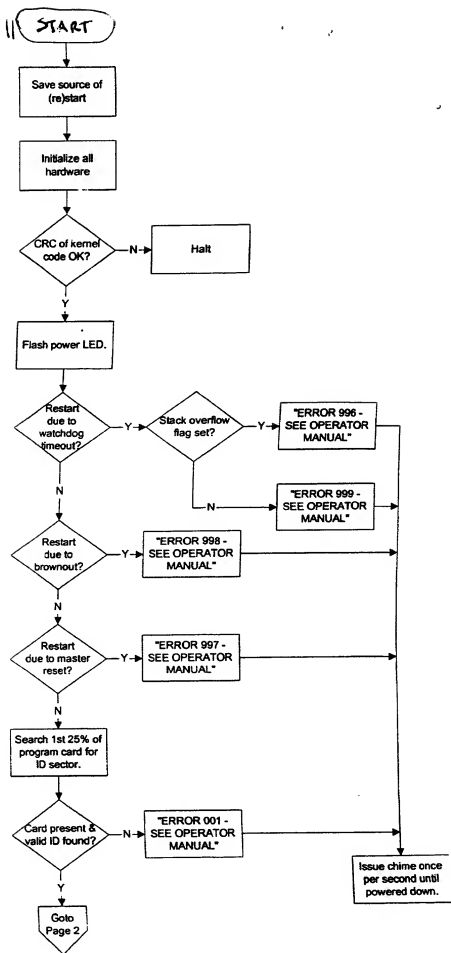 START
Save source of
(re)start
Initialize all
hardware
CRC of kernel
code OK?
N
Halt
Y
Flash power LED.
Restart
due to
watchdog
timeout?
Y
Stack overflow
flag set?
Y
"ERROR 996 -
SEE OPERATOR
MANUAL"
N
N
"ERROR 999 -
SEE OPERATOR
MANUAL"
Restart
due to
brownout?
Y
"ERROR 998 -
SEE OPERATOR
MANUAL"
N
Restart
due to master
reset?
Y
"ERROR 997 -
SEE OPERATOR
MANUAL"
N
Search 1st 25% of
program card for
ID sector.
Card present &
valid ID found?
N
"ERROR 001 -
SEE OPERATOR
MANUAL"
Y
Issue chime once
per second until
powered down.
Goto
Page 2